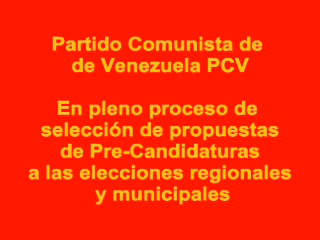 Partido Comunista de
de Venezuela PCV
En pleno proceso de
selección de propuestas
de Pre-Candidaturas
a las elecciones regionales
y municipales